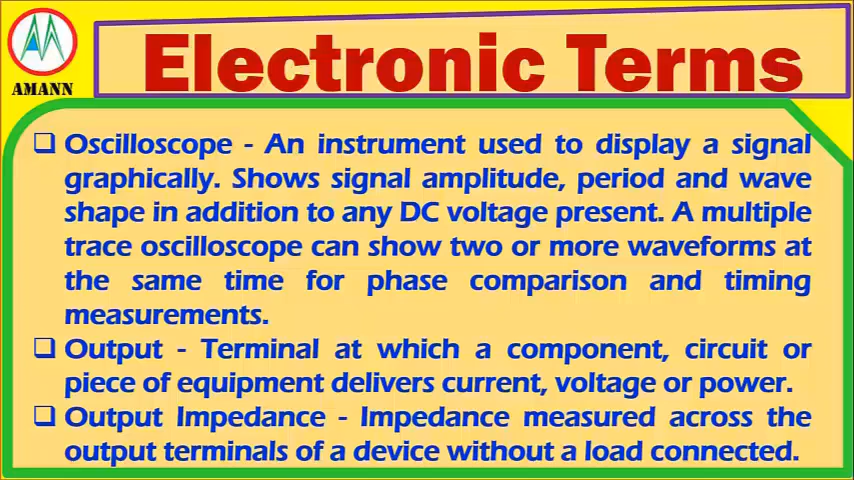 AMANN
Electronic Terms
❑ Oscilloscope - An instrument used to display a signal
graphically. Shows signal amplitude, period and wave
shape in addition to any DC voltage present. A multiple
trace oscilloscope can show two or more waveforms at
the same time for phase comparison and timing
measurements.
❑ Output - Terminal at which a component, circuit or
piece of equipment delivers current, voltage or power.
❑ Output Impedance - Impedance measured across the
output terminals of a device without a load connected.